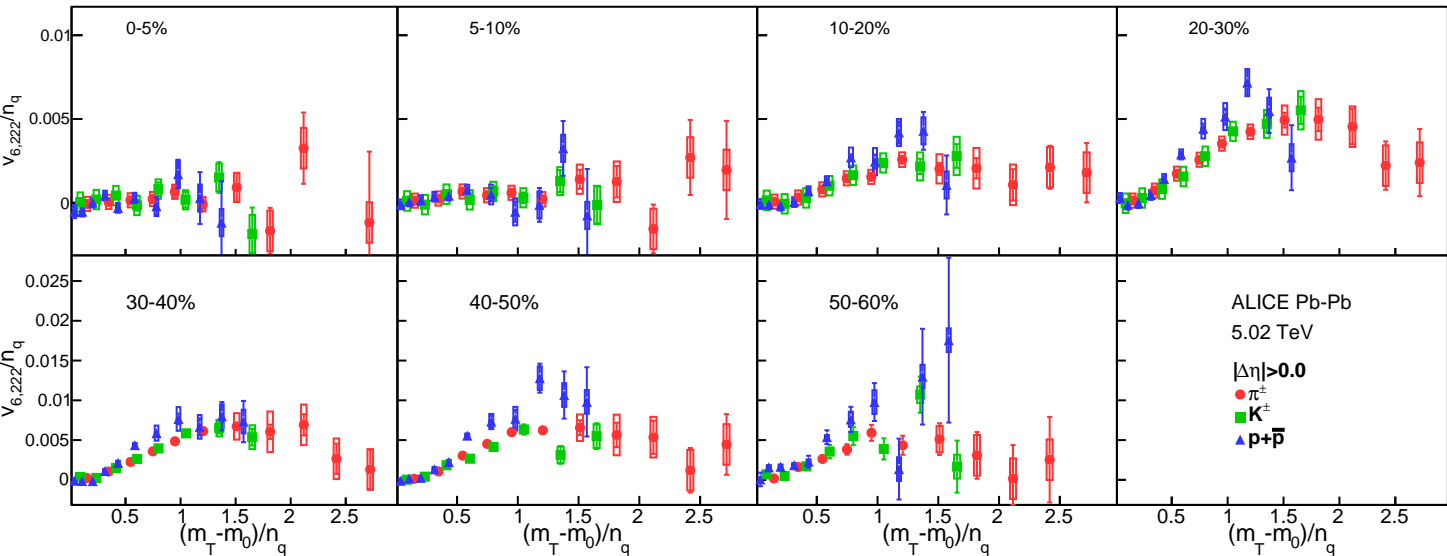 0-5%
5-10%
10-20%
20-30%
0.01
0.005
0
v6,222/nq
30-40%
40-50%
50-60%
ALICE Pb-Pb
5.02 TeV
|Δη|>0.0
π±
K±
p+p̅
0.025
0.02
0.015
0.01
0.005
0
v6,222/nq
0.5 1 1.5 2 2.5
0.5 1 1.5 2 2.5
0.5 1 1.5 2 2.5
0.5 1 1.5 2 2.5
(mT-m0)/nq
(mT-m0)/nq
(mT-m0)/nq
(mT-m0)/nq